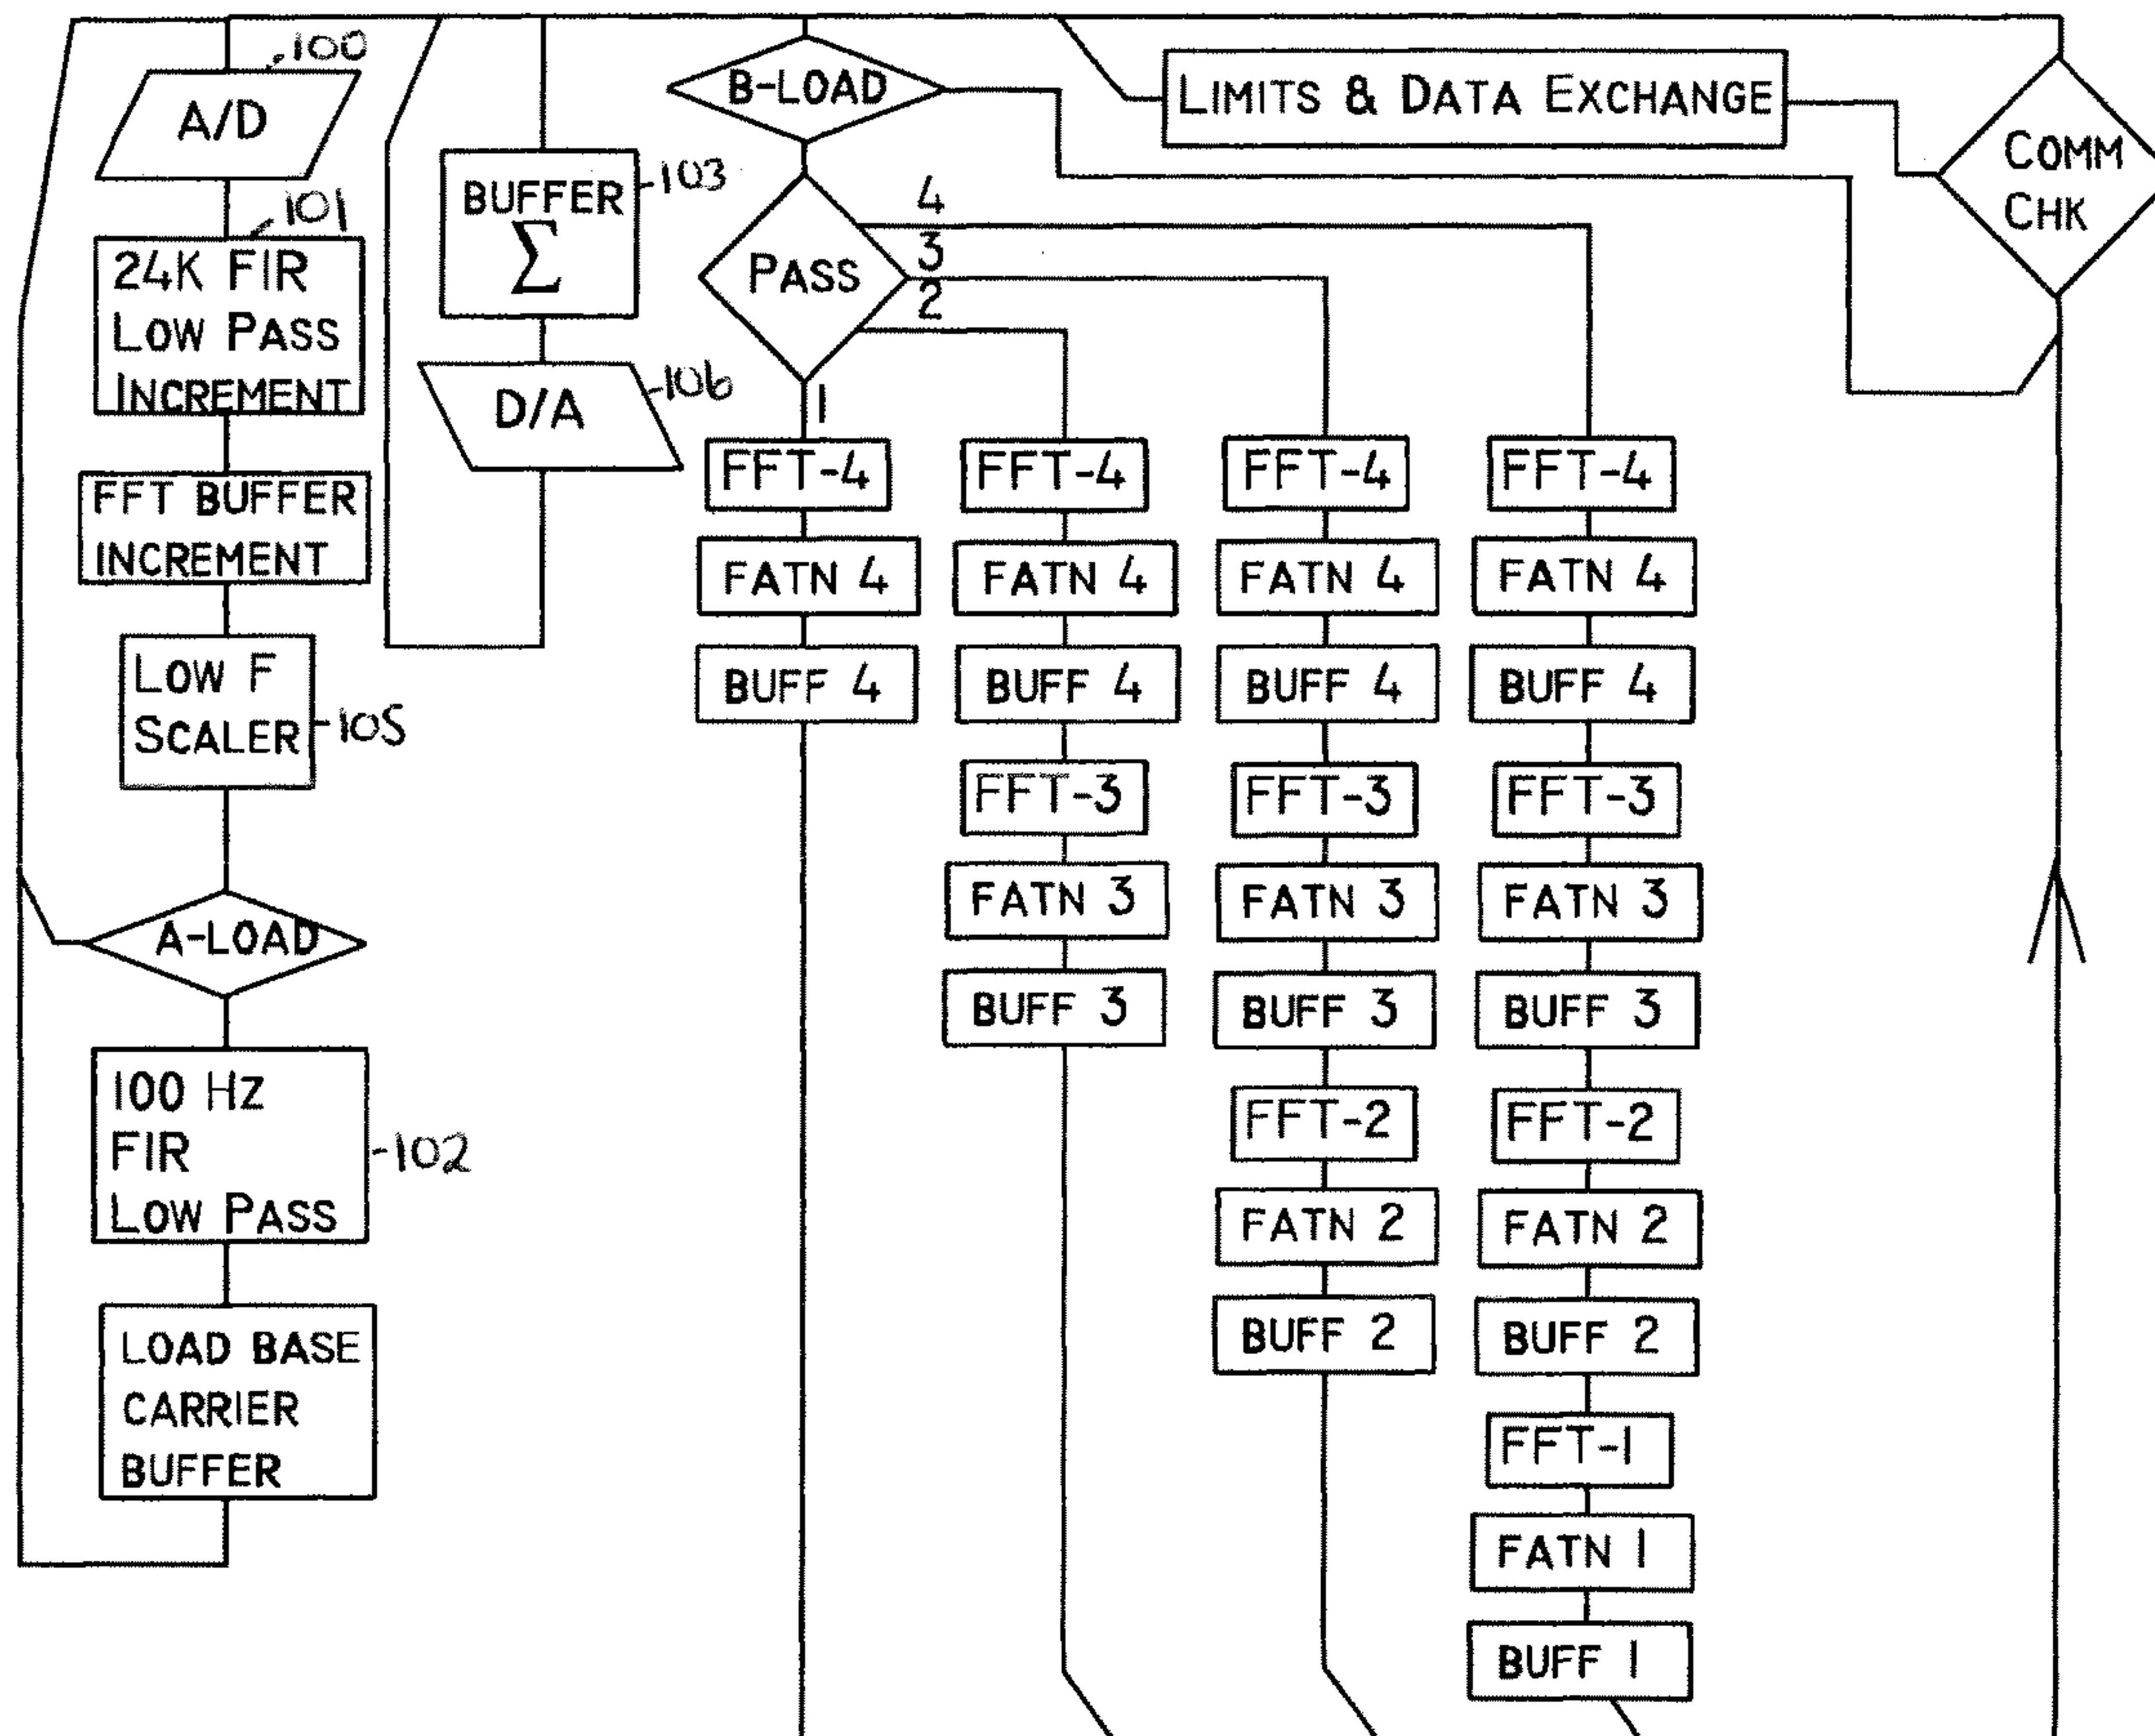 100
A/D
101
24K FIR
LOW PASS
INCREMENT
FFT BUFFER
INCREMENT
LOW F
SCALER
105
A-LOAD
100 HZ
FIR
LOW PASS
102
LOAD BASE
CARRIER
BUFFER
BUFFER
Σ
103
D/A
106
B-LOAD
PASS
4
3
2
1
LIMITS & DATA EXCHANGE
COMM
CHK
FFT-4
FATN 4
BUFF 4
FFT-4
FATN 4
BUFF 4
FFT-3
FATN 3
BUFF 3
FFT-4
FATN 4
BUFF 4
FFT-3
FATN 3
BUFF 3
FFT-2
FATN 2
BUFF 2
FFT-4
FATN 4
BUFF 4
FFT-3
FATN 3
BUFF 3
FFT-2
FATN 2
BUFF 2
FFT-1
FATN 1
BUFF 1